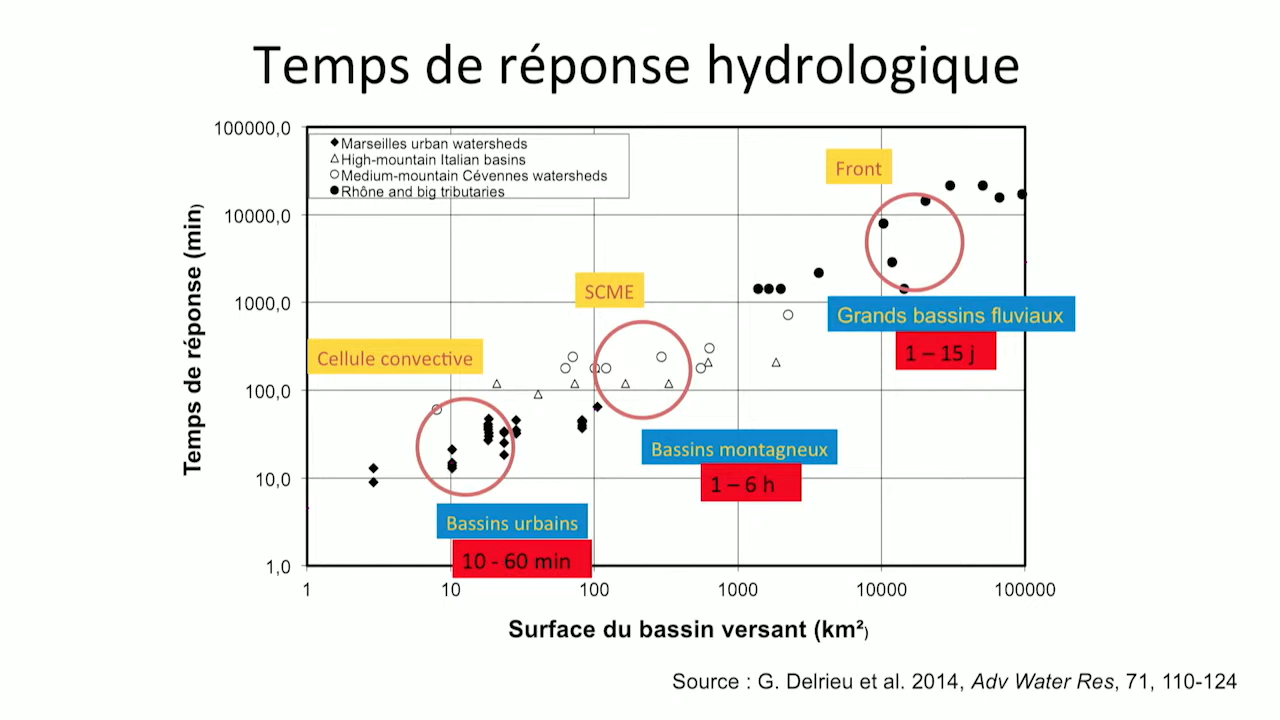 Temps de réponse hydrologique
100000,0
10000,0
1000,0
100,0
10,0
1,0
Temps de réponse (min)
Marseilles urban watersheds
High-mountain Italian basins
Medium-mountain Cévennes watersheds
Rhône and big tributaries
Front
SCME
Cellule convective
Grands bassins fluviaux
1 – 15 j
Bassins montagneux
1 – 6 h
Bassins urbains
10 - 60 min
1
10
100
1000
10000
100000
Surface du bassin versant (km²)
Source : G. Delrieu et al. 2014, Adv Water Res, 71, 110-124